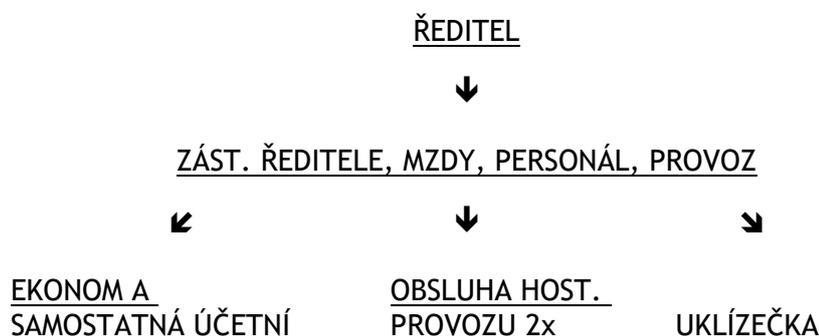 ŘEDITEL
ZÁST. ŘEDITELE, MZDY, PERSONÁL, PROVOZ
EKONOM A
SAMOSTATNÁ ÚČETNÍ
OBSLUHA HOST.
PROVOZU 2x
UKLÍZEČKA